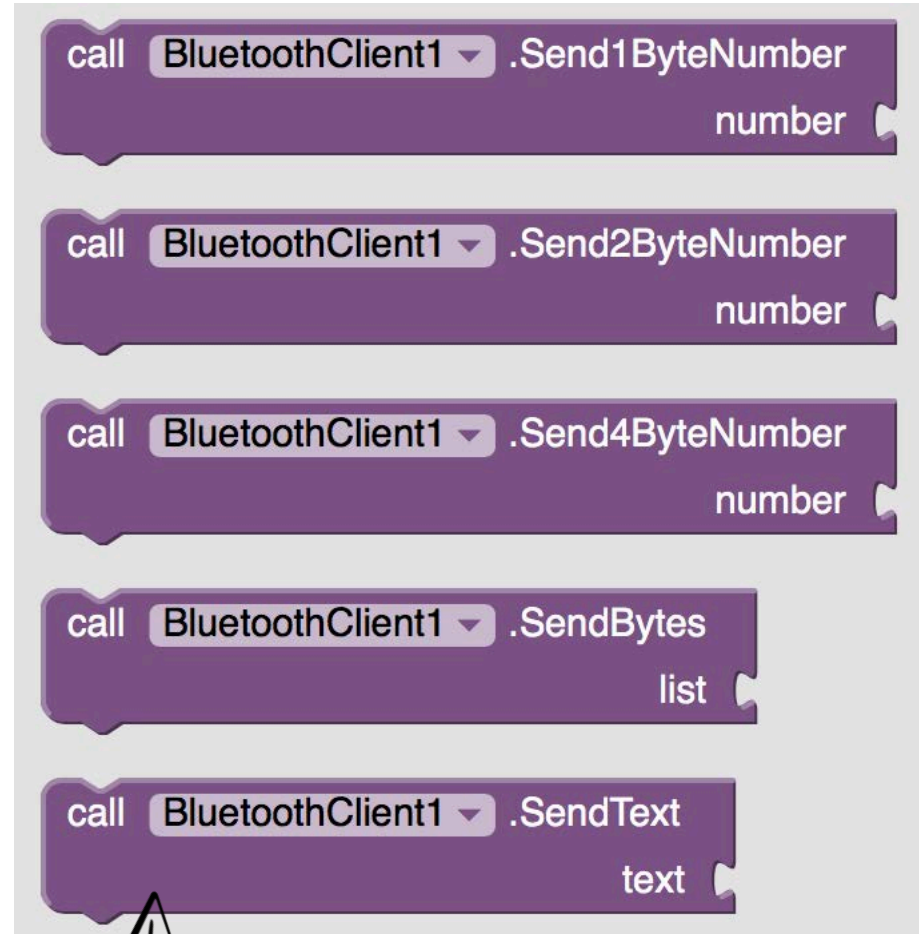 call BluetoothClient1 .Send1ByteNumber
number
call BluetoothClient1 .Send2ByteNumber
number
call BluetoothClient1 .Send4ByteNumber
number
call BluetoothClient1 .SendBytes
list
call BluetoothClient1 .SendText
text